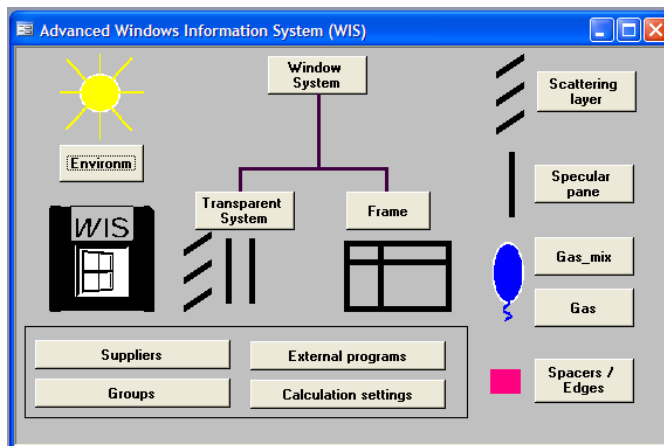 Advanced Windows Information System (WIS)
Window
System
Scattering
layer
Environm
Specular
pane
Transparent
System
Frame
WIS
Gas_mix
Gas
Suppliers
External programs
Groups
Calculation settings
Spacers /
Edges